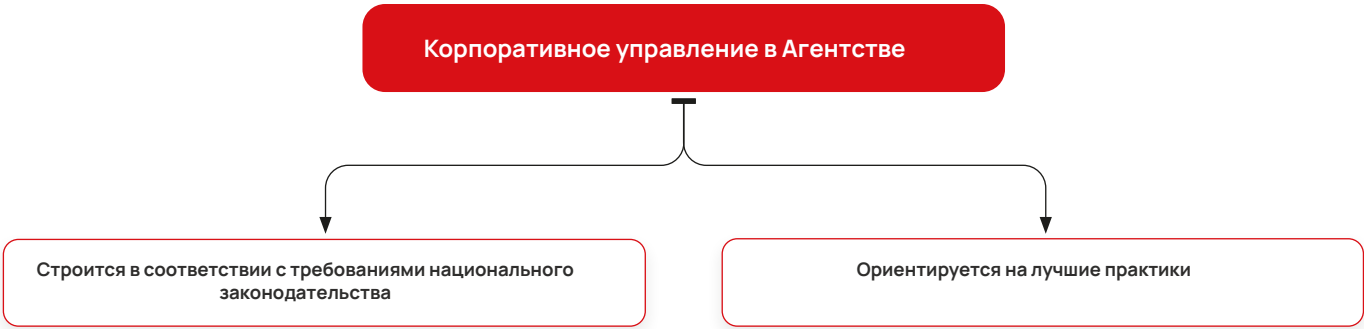 Корпоративное управление в Агентстве
Строится в соответствии с требованиями национального
законодательства
Ориентируется на лучшие практики